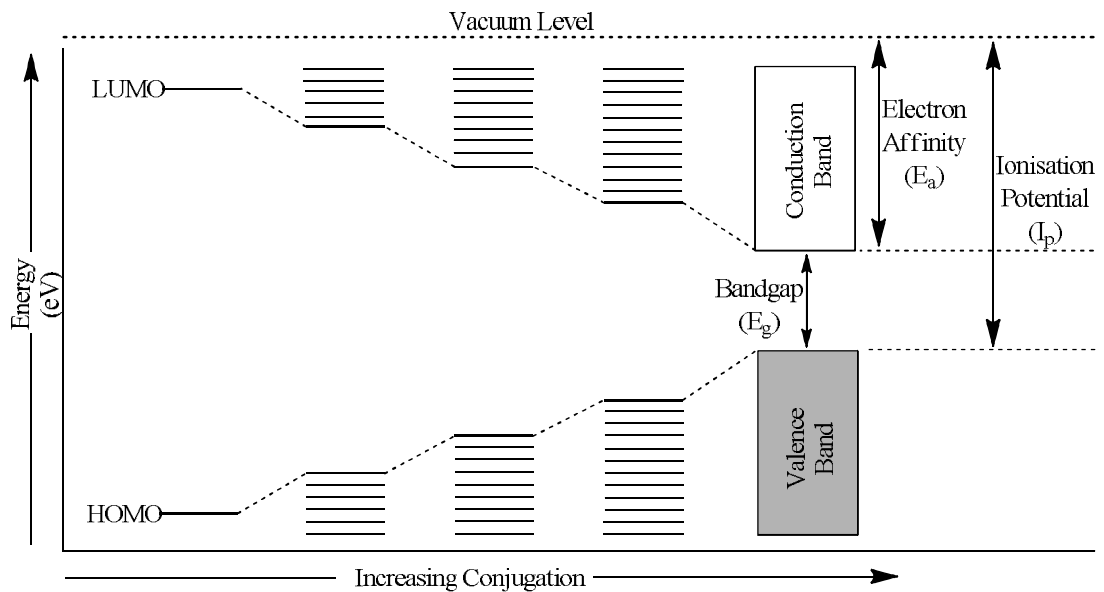 Vacuum Level
LUMO
HOMO
Energy
(eV)
Conduction
Band
Valence
Band
Bandgap
(Eg)
Electron
Affinity
(Ea)
Ionisation
Potential
(Ip)
Increasing Conjugation